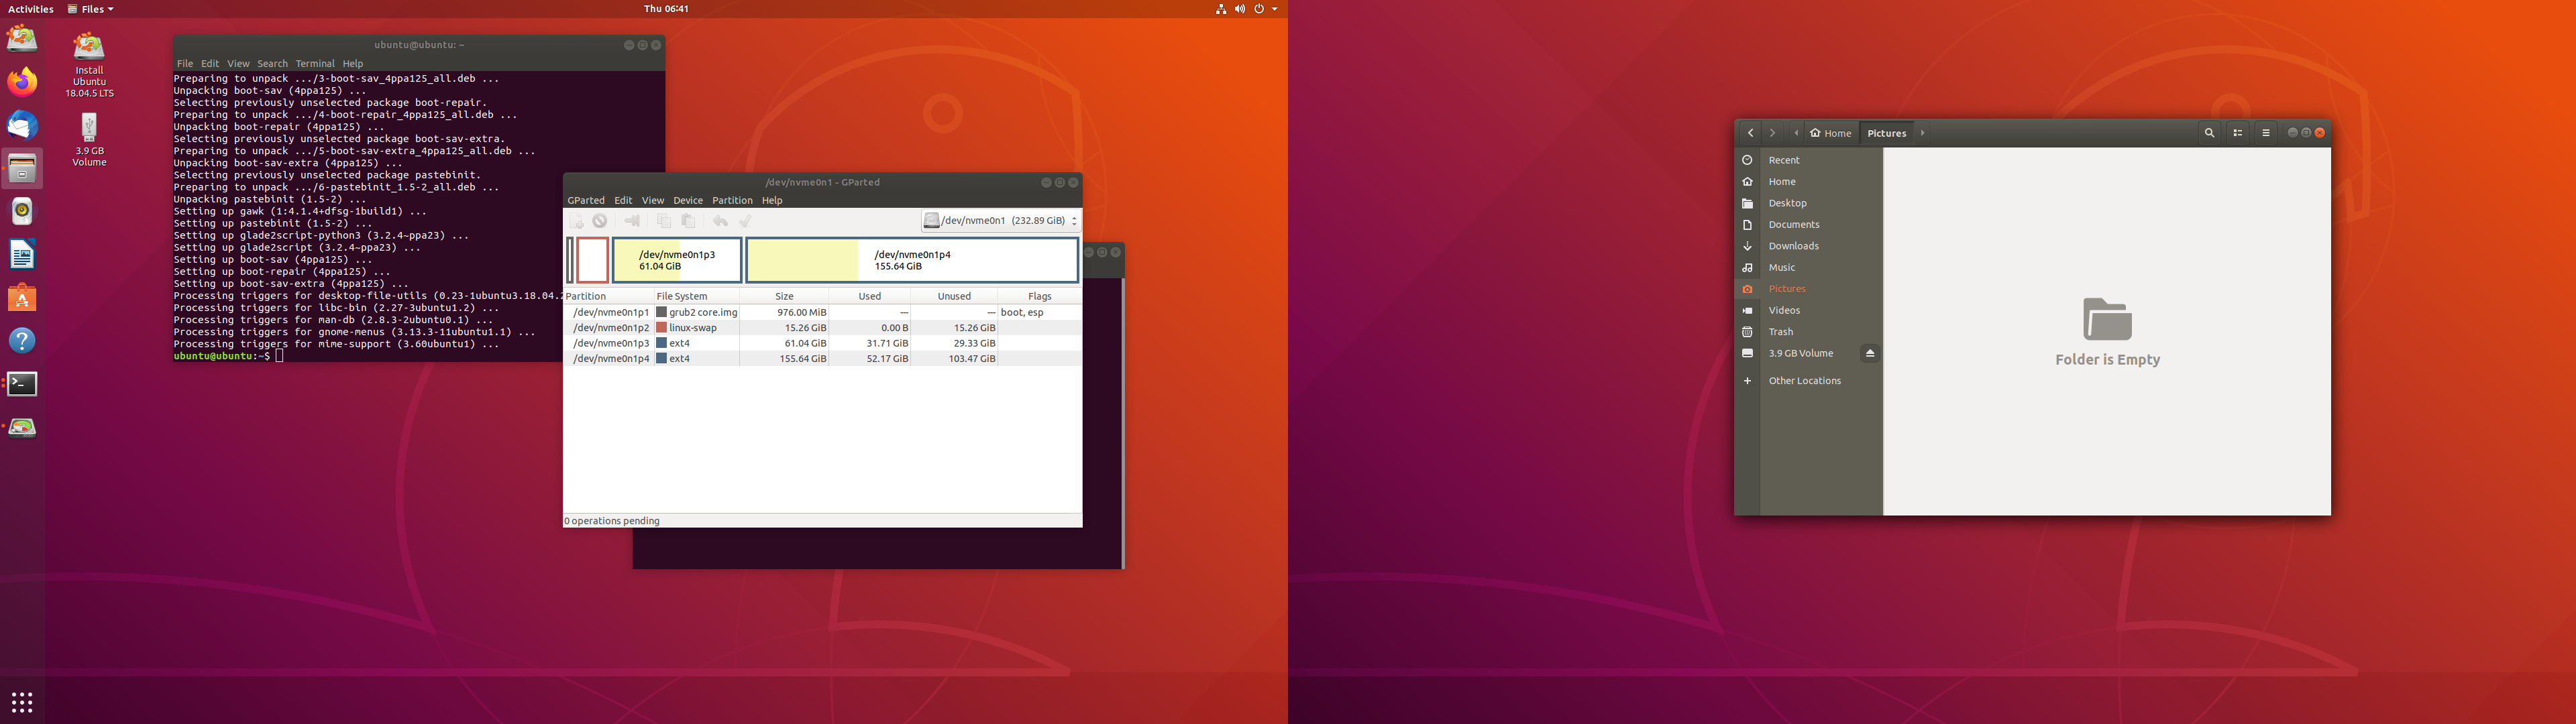 Activities
Files
Thu 06:41
Install
Ubuntu
18.04.5 LTS
3.9 GB
Volume
ubuntu@ubuntu: ~
File Edit View Search Terminal Help
Preparing to unpack .../3-boot-sav_4ppa125_all.deb ...
Unpacking boot-sav (4ppa125) ...
Selecting previously unselected package boot-repair.
Preparing to unpack .../4-boot-repair_4ppa125_all.deb ...
Unpacking boot-repair (4ppa125) ...
Selecting previously unselected package boot-sav-extra.
Preparing to unpack .../5-boot-sav-extra_4ppa125_all.deb ...
Unpacking boot-sav-extra (4ppa125) ...
Selecting previously unselected package pastebinit.
Preparing to unpack .../6-pastebinit_1.5-2_all.deb ...
Unpacking pastebinit (1.5-2) ...
Setting up gawk (1:4.1.4+dfsg-1build1) ...
Setting up pastebinit (1.5-2) ...
Setting up glade2script-python3 (3.2.4~ppa23) ...
Setting up glade2script (3.2.4~ppa23) ...
Setting up boot-sav (4ppa125) ...
Setting up boot-repair (4ppa125) ...
Setting up boot-sav-extra (4ppa125) ...
Processing triggers for desktop-file-utils (0.23-1ubuntu3.18.04.2
Processing triggers for libc-bin (2.27-3ubuntu1.2) ...
Processing triggers for man-db (2.8.3-2ubuntu0.1) ...
Processing triggers for gnome-menus (3.13.3-11ubuntu1.1) ...
Processing triggers for mime-support (3.60ubuntu1) ...
ubuntu@ubuntu:~$
/dev/nvme0n1 - GParted
GParted Edit View Device Partition Help
/dev/nvme0n1 (232.89 GiB)
/dev/nvme0n1p3
61.04 GiB
/dev/nvme0n1p4
155.64 GiB
Partition File System Size Used Unused Flags
/dev/nvme0n1p1 grub2 core.img 976.00 MiB — — boot, esp
/dev/nvme0n1p2 linux-swap 15.26 GiB 0.00 B 15.26 GiB
/dev/nvme0n1p3 ext4 61.04 GiB 31.71 GiB 29.33 GiB
/dev/nvme0n1p4 ext4 155.64 GiB 52.17 GiB 103.47 GiB
0 operations pending
Home Pictures
Recent
Home
Desktop
Documents
Downloads
Music
Pictures
Videos
Trash
3.9 GB Volume
Other Locations
Folder is Empty